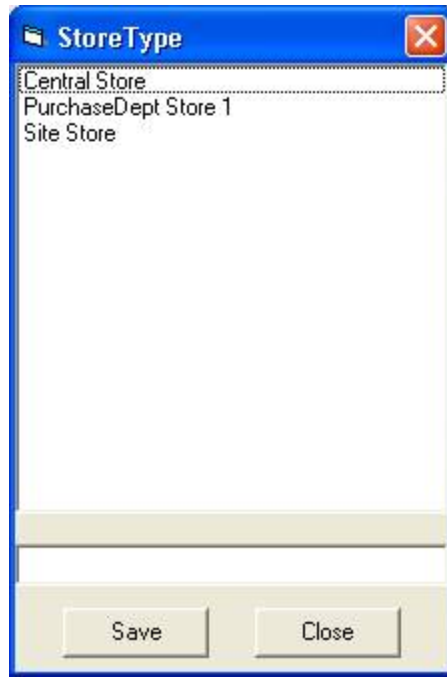 StoreType
Central Store
PurchaseDept Store 1
Site Store
Save
Close